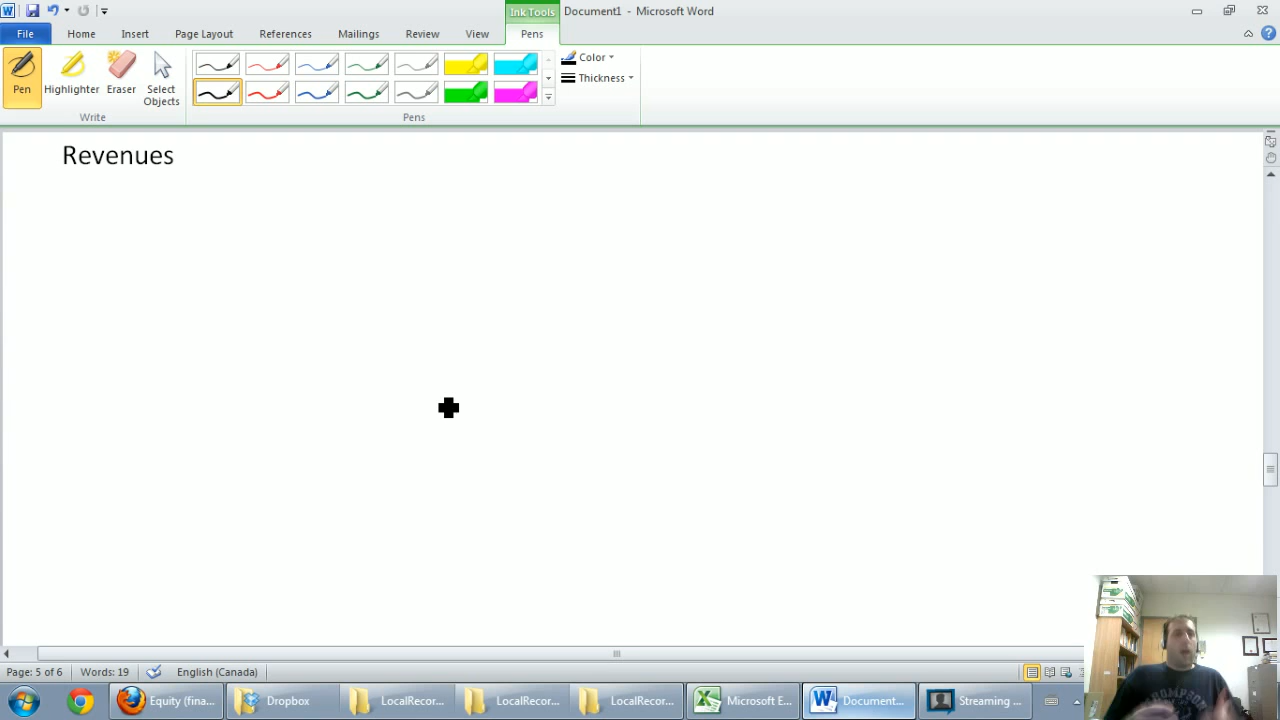 Ink Tools Document1 - Microsoft Word
File Home Insert Page Layout References Mailings Review View Pens
Pen Highlighter Eraser Select Objects
Color
Thickness
Write Pens
Revenues
Page: 5 of 6 Words: 19 English (Canada)
Equity (fina... Dropbox LocalRecor... LocalRecor... LocalRecor... Microsoft E... Document... Streaming ...